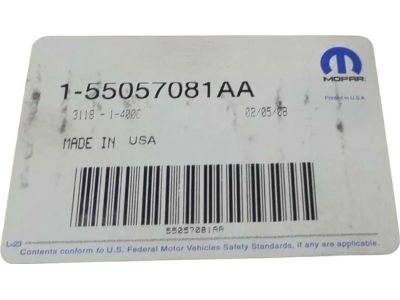 MOPAR®
Printed in U.S.A.
1-55057081AA
3118 - 1-400C 02/05/08
MADE IN USA
55057081AA
L-23
Contents conform to U.S. Federal Motor Vehicles Safety Standards, if any are applicable.